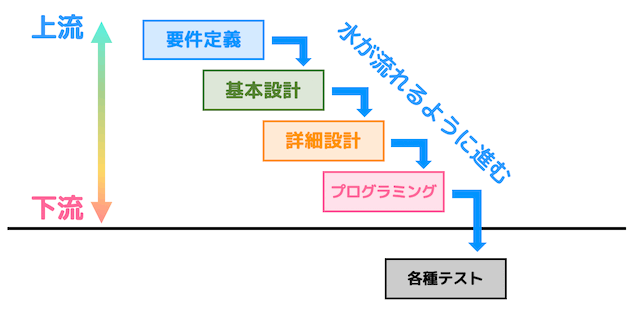 上流
要件定義
水が流れるように進む
基本設計
詳細設計
プログラミング
下流
各種テスト